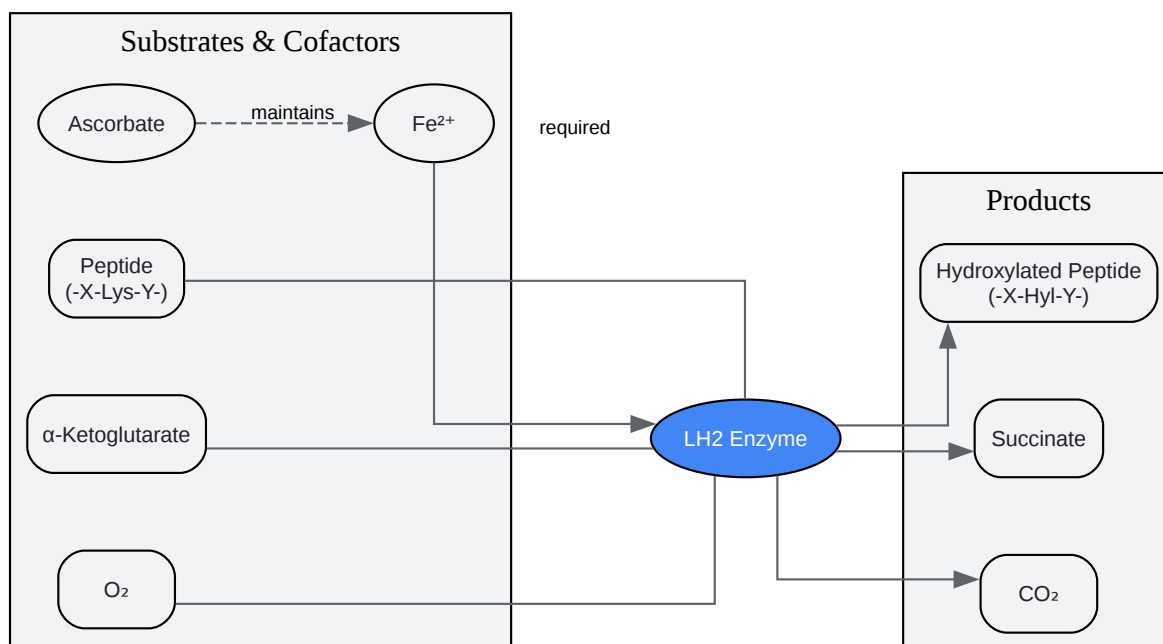 Substrates & Cofactors
Ascorbate
maintains
Fe²⁺
required
Products
Peptide
(-X-Lys-Y-)
Hydroxylated Peptide
(-X-Hyl-Y-)
α-Ketoglutarate
LH2 Enzyme
Succinate
O₂
CO₂